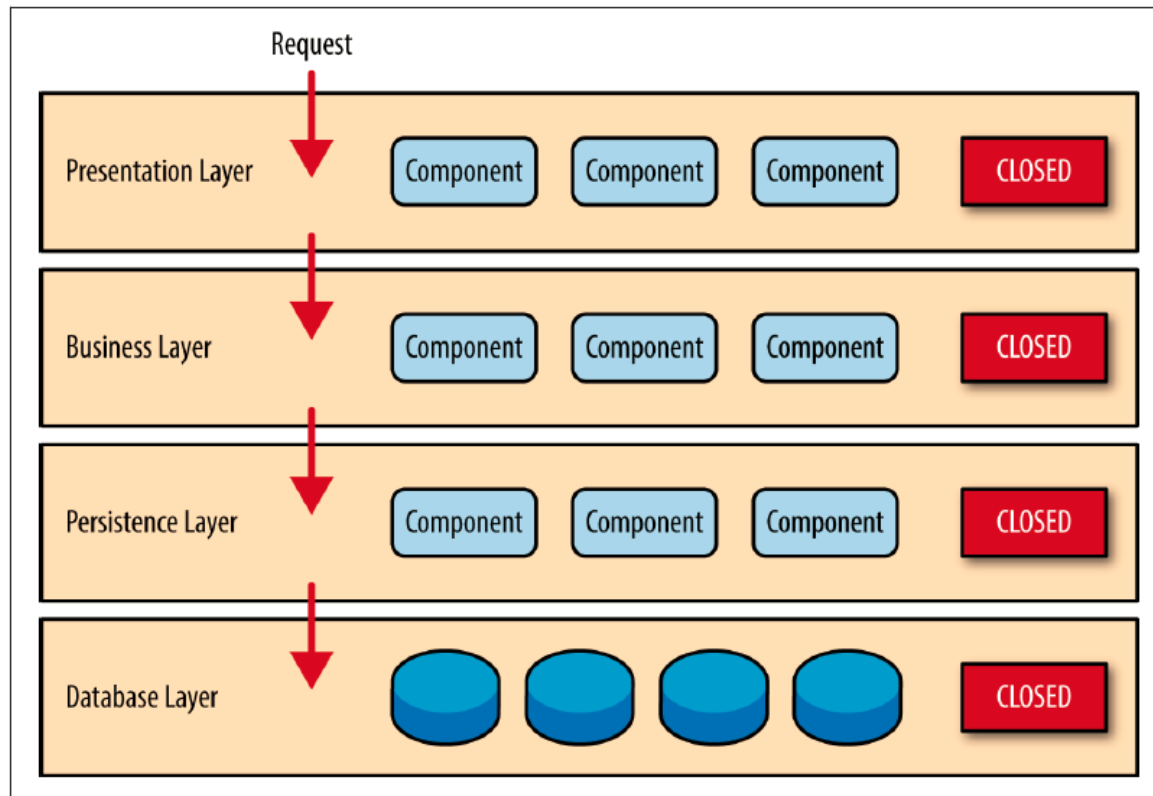 Request
Presentation Layer Component Component Component CLOSED
Business Layer Component Component Component CLOSED
Persistence Layer Component Component Component CLOSED
Database Layer CLOSED